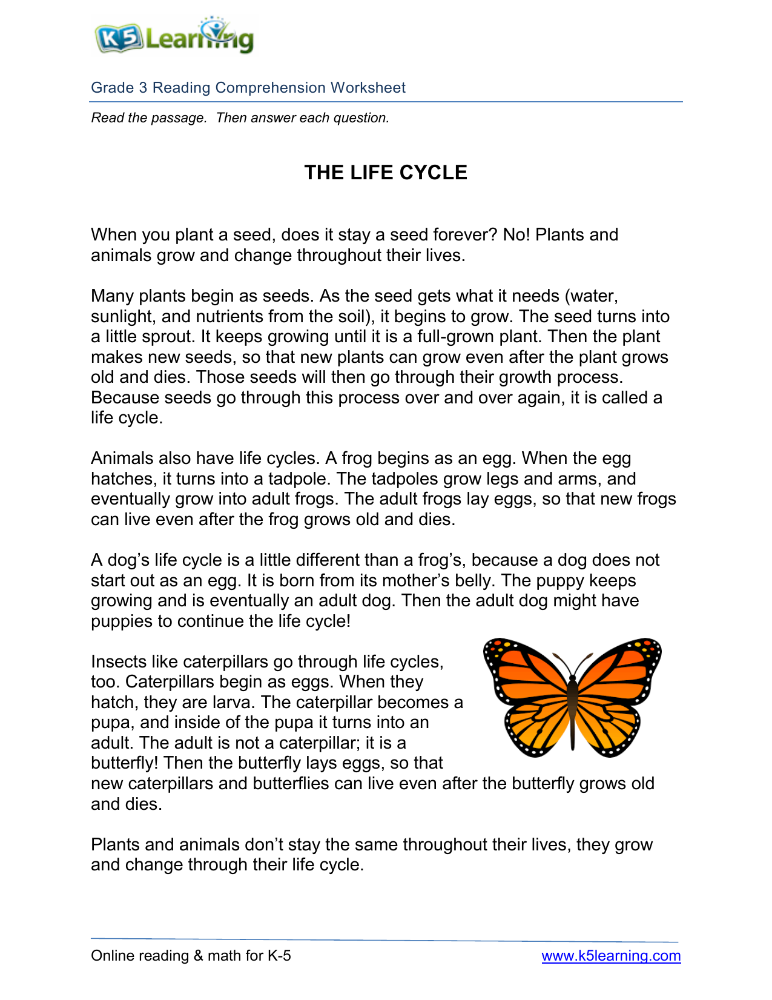 K5 Learning
Grade 3 Reading Comprehension Worksheet
Read the passage.  Then answer each question.
THE LIFE CYCLE
When you plant a seed, does it stay a seed forever? No! Plants and
animals grow and change throughout their lives.
Many plants begin as seeds. As the seed gets what it needs (water,
sunlight, and nutrients from the soil), it begins to grow. The seed turns into
a little sprout. It keeps growing until it is a full-grown plant. Then the plant
makes new seeds, so that new plants can grow even after the plant grows
old and dies. Those seeds will then go through their growth process.
Because seeds go through this process over and over again, it is called a
life cycle.
Animals also have life cycles. A frog begins as an egg. When the egg
hatches, it turns into a tadpole. The tadpoles grow legs and arms, and
eventually grow into adult frogs. The adult frogs lay eggs, so that new frogs
can live even after the frog grows old and dies.
A dog’s life cycle is a little different than a frog’s, because a dog does not
start out as an egg. It is born from its mother’s belly. The puppy keeps
growing and is eventually an adult dog. Then the adult dog might have
puppies to continue the life cycle!
Insects like caterpillars go through life cycles,
too. Caterpillars begin as eggs. When they
hatch, they are larva. The caterpillar becomes a
pupa, and inside of the pupa it turns into an
adult. The adult is not a caterpillar; it is a
butterfly! Then the butterfly lays eggs, so that
new caterpillars and butterflies can live even after the butterfly grows old
and dies.
Plants and animals don’t stay the same throughout their lives, they grow
and change through their life cycle.
Online reading & math for K-5
www.k5learning.com